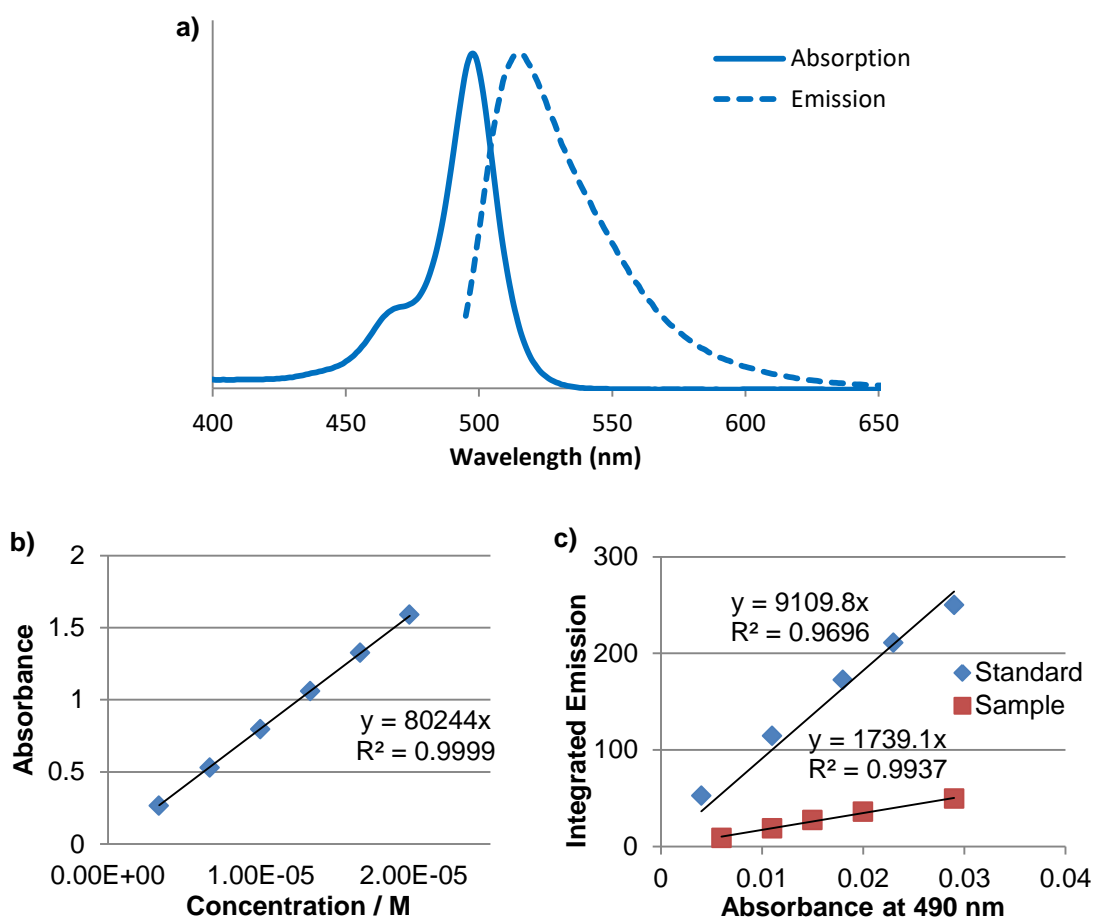 a)
Absorption
Emission
400 450 500 550 600 650
Wavelength (nm)
b)
2
1.5
1
0.5
0
Absorbance
y = 80244x
R² = 0.9999
0.00E+00 1.00E-05 2.00E-05
Concentration / M
c)
300
200
100
0
Integrated Emission
y = 9109.8x
R² = 0.9696
Standard
Sample
y = 1739.1x
R² = 0.9937
0 0.01 0.02 0.03 0.04
Absorbance at 490 nm